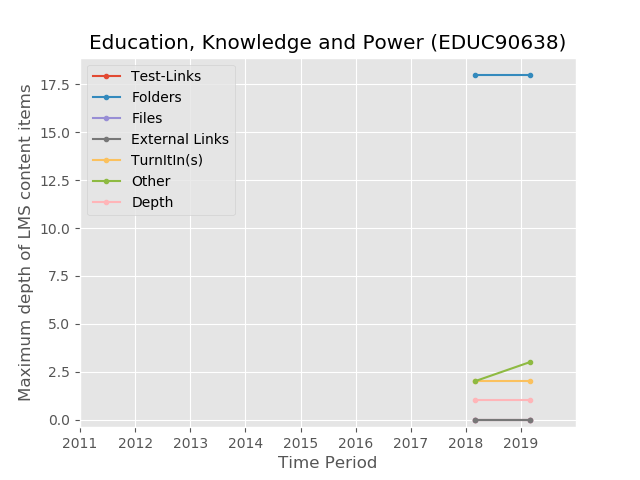 Education, Knowledge and Power (EDUC90638)
Test-Links
Folders
Files
External Links
TurnItIn(s)
Other
Depth
Maximum depth of LMS content items
17.5
15.0
12.5
10.0
7.5
5.0
2.5
0.0
2011 2012 2013 2014 2015 2016 2017 2018 2019
Time Period